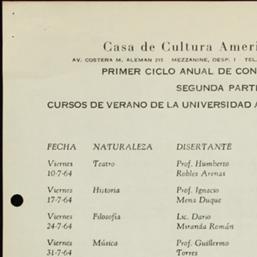 Casa de Cultura Ameri
AV. COSTERA M. ALEMAN 215 MEZZANINE, DESP. 1 TEL.
PRIMER CICLO ANUAL DE CON
SEGUNDA PART
CURSOS DE VERANO DE LA UNIVERSIDAD A
FECHA NATURALEZA DISERTANTE
Viernes Teatro Prof. Humberto
10-7-64 Robles Arenas
Viernes Historia Prof. Ignacio
17-7-64 Mena Duque
Viernes Filosofía Lic. Darío
24-7-64 Miranda Román
Viernes Música Prof. Guillermo
31-7-64 Torres